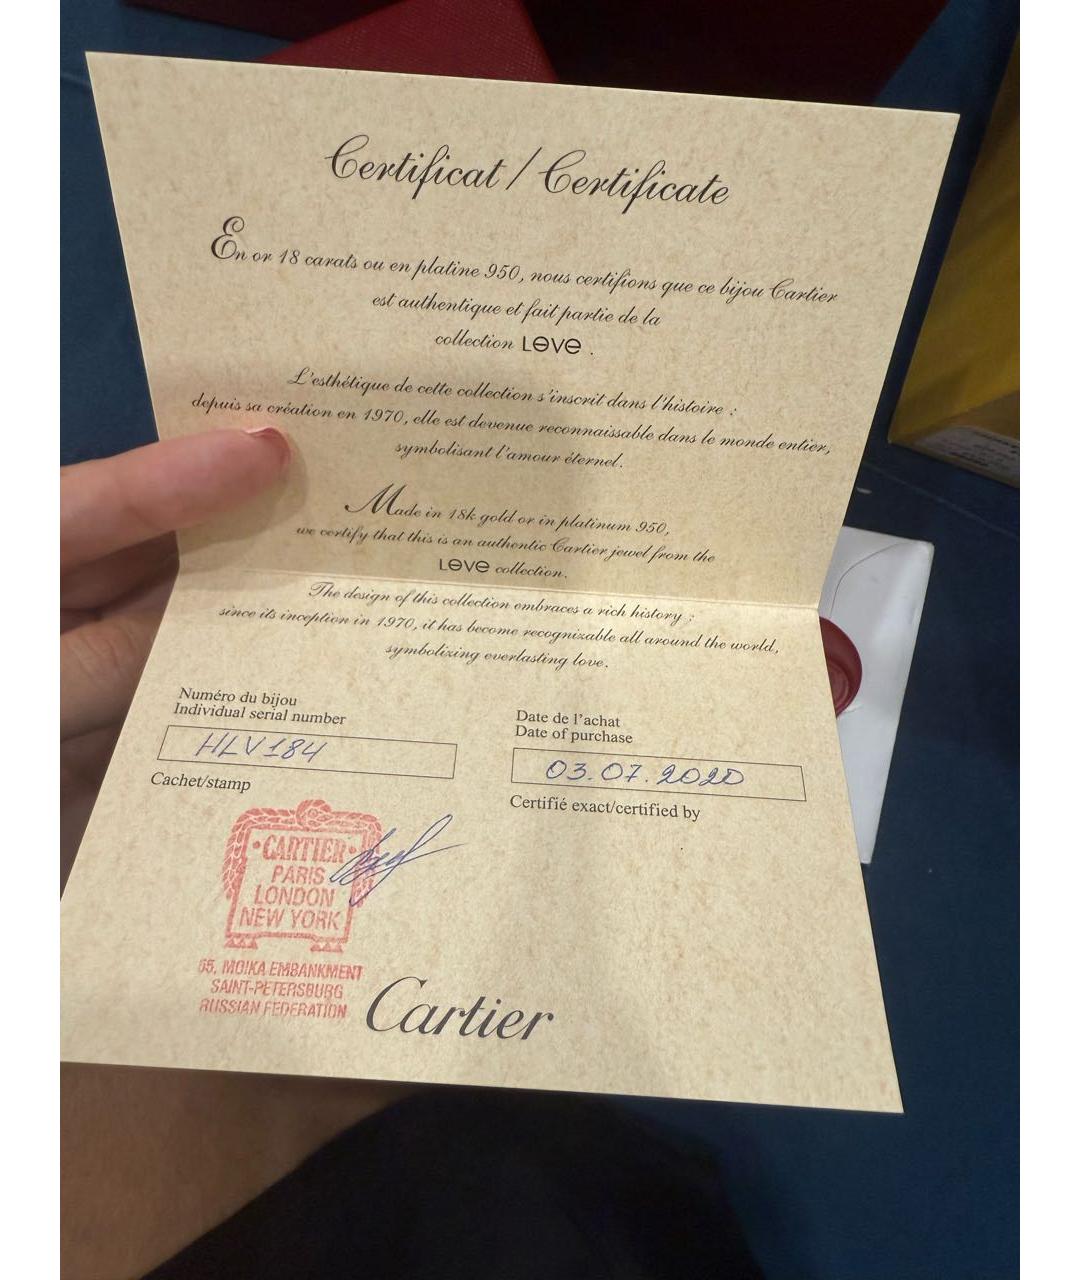 Certificat / Certificate
En or 18 carats ou en platine 950, nous certifions que ce bijou Cartier
est authentique et fait partie de la
collection LOVE .
L'esthétique de cette collection s'inscrit dans l'histoire :
depuis sa création en 1970, elle est devenue reconnaissable dans le monde entier,
symbolisant l'amour éternel.
Made in 18k gold or in platinum 950,
we certify that this is an authentic Cartier jewel from the
LOVE collection.
The design of this collection embraces a rich history ;
since its inception in 1970, it has become recognizable all around the world,
symbolizing everlasting love.
Numéro du bijou
Individual serial number
HLV184
Cachet/stamp
Date de l'achat
Date of purchase
03.07.2020
Certifié exact/certified by
CARTIER
PARIS
LONDON
NEW YORK
55, MOIKA EMBANKMENT
SAINT-PETERSBURG
RUSSIAN FEDERATION
Cartier